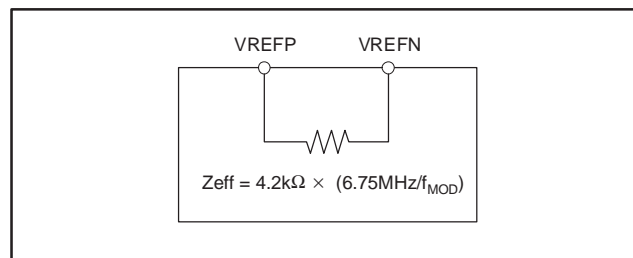 VREFP VREFN
Zeff = 4.2kΩ × (6.75MHz/fMOD)